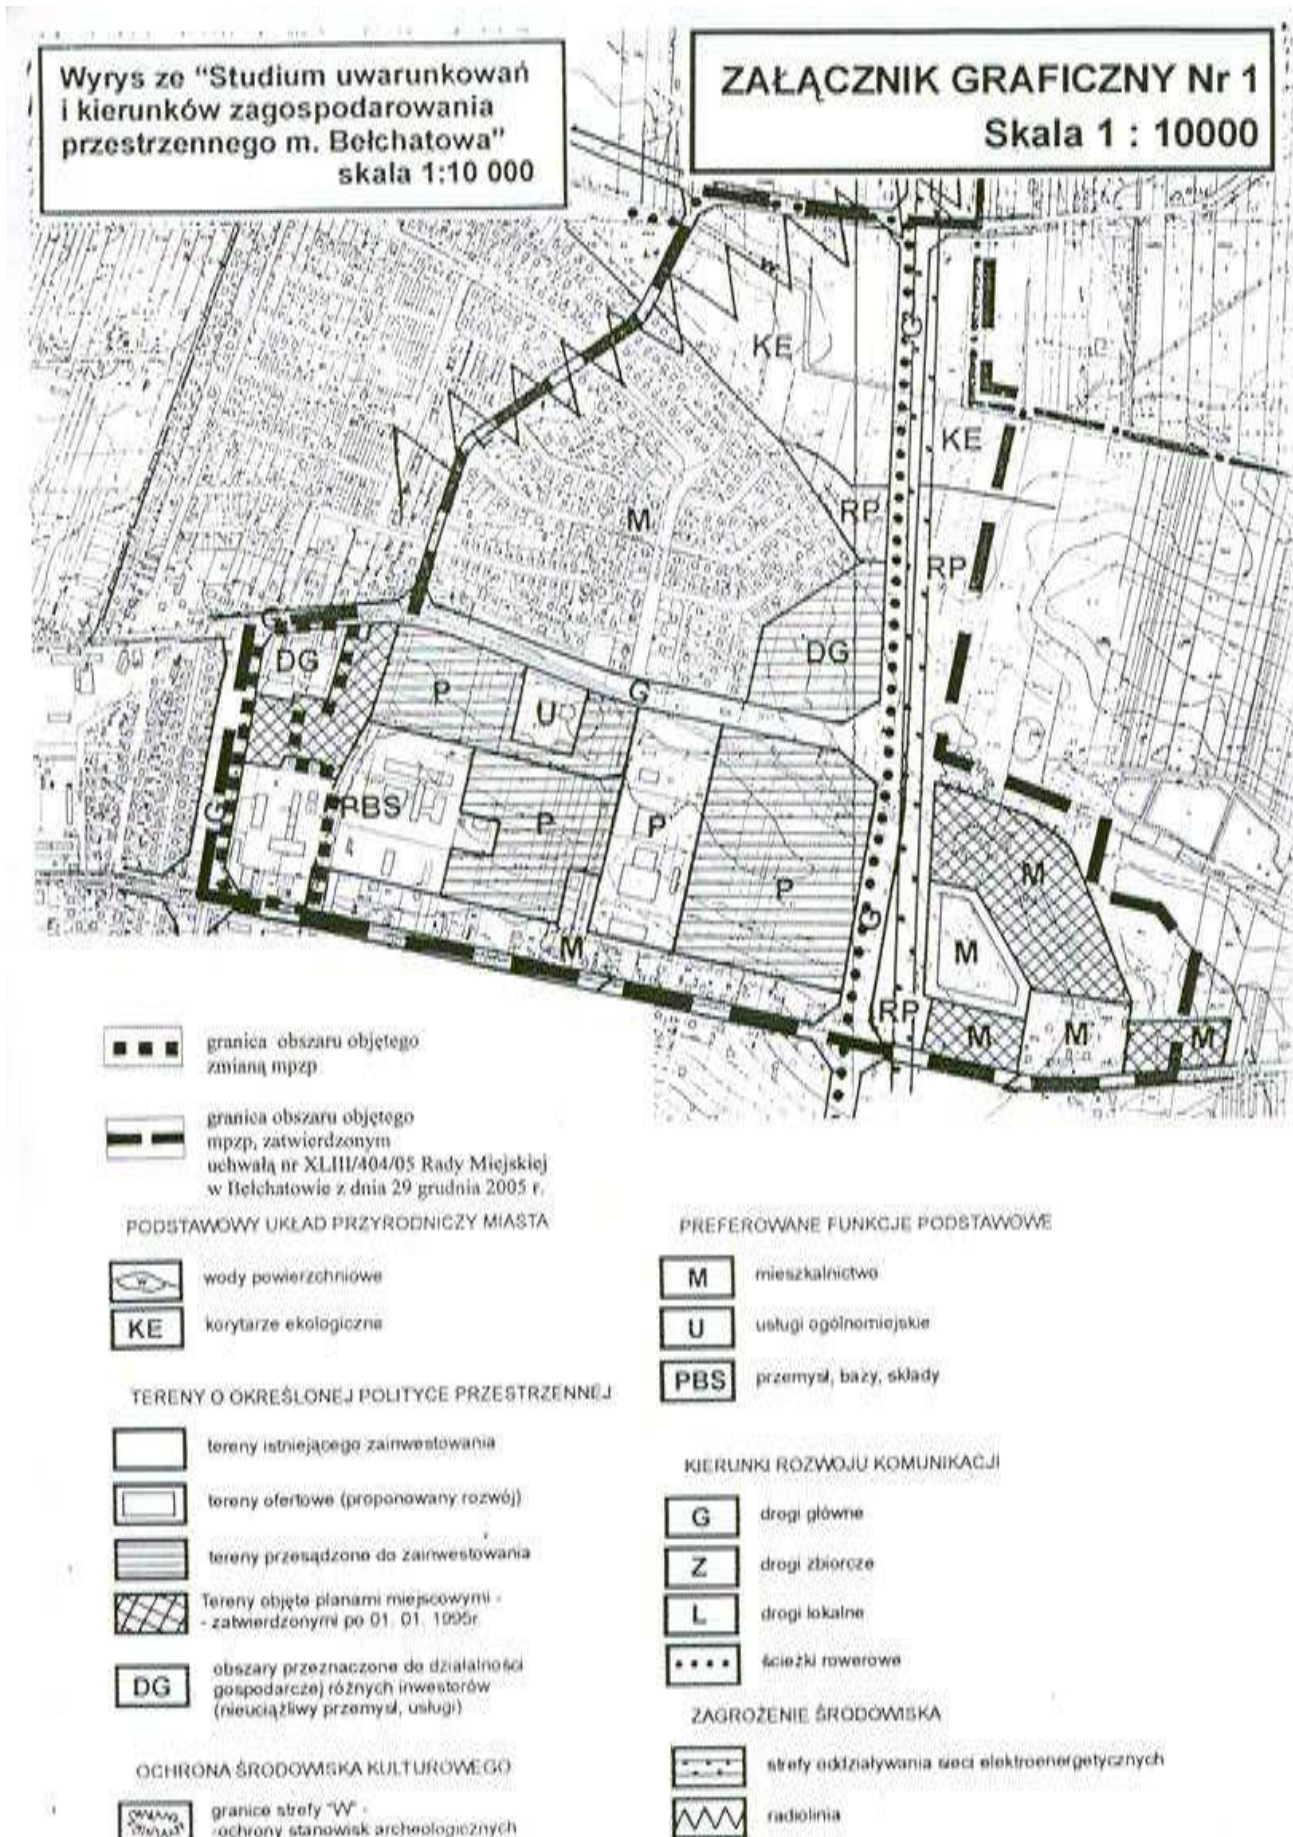 Wyrys ze "Studium uwarunkowań
i kierunków zagospodarowania
przestrzennego m. Bełchatowa"
skala 1:10 000
ZAŁĄCZNIK GRAFICZNY Nr 1
Skala 1 : 10000
W
G
KE
KE
M
RP
RP
G
DG
DG
P
G
U
G
PBS
P
P
M
P
G
M
M
RP
M
M
M
granica obszaru objętego
zmianą mpzp
granica obszaru objętego
mpzp, zatwierdzonym
uchwałą nr XLIII/404/05 Rady Miejskiej
w Bełchatowie z dnia 29 grudnia 2005 r.
PODSTAWOWY UKŁAD PRZYRODNICZY MIASTA
W
wody powierzchniowe
KE
korytarze ekologiczne
TERENY O OKREŚLONEJ POLITYCE PRZESTRZENNEJ
tereny istniejącego zainwestowania
tereny ofertowe (proponowany rozwój)
tereny przesądzone do zainwestowania
Tereny objęte planami miejscowymi -
- zatwierdzonymi po 01. 01. 1995r.
DG
obszary przeznaczone do działalności
gospodarczej różnych inwestorów
(nieuciążliwy przemysł, usługi)
OCHRONA ŚRODOWISKA KULTUROWEGO
granice strefy "W" -
-ochrony stanowisk archeologicznych
PREFEROWANE FUNKCJE PODSTAWOWE
M
mieszkalnictwo
U
usługi ogólnomiejskie
PBS
przemysł, bazy, składy
KIERUNKI ROZWOJU KOMUNIKACJI
G
drogi główne
Z
drogi zbiorcze
L
drogi lokalne
ścieżki rowerowe
ZAGROŻENIE ŚRODOWISKA
strefy oddziaływania sieci elektroenergetycznych
radiolinia